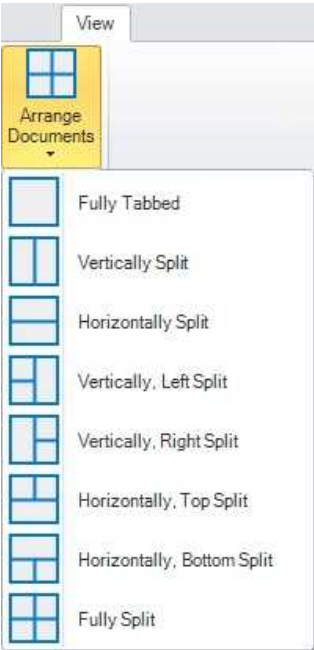 View
Arrange
Documents
Fully Tabbed
Vertically Split
Horizontally Split
Vertically, Left Split
Vertically, Right Split
Horizontally, Top Split
Horizontally, Bottom Split
Fully Split